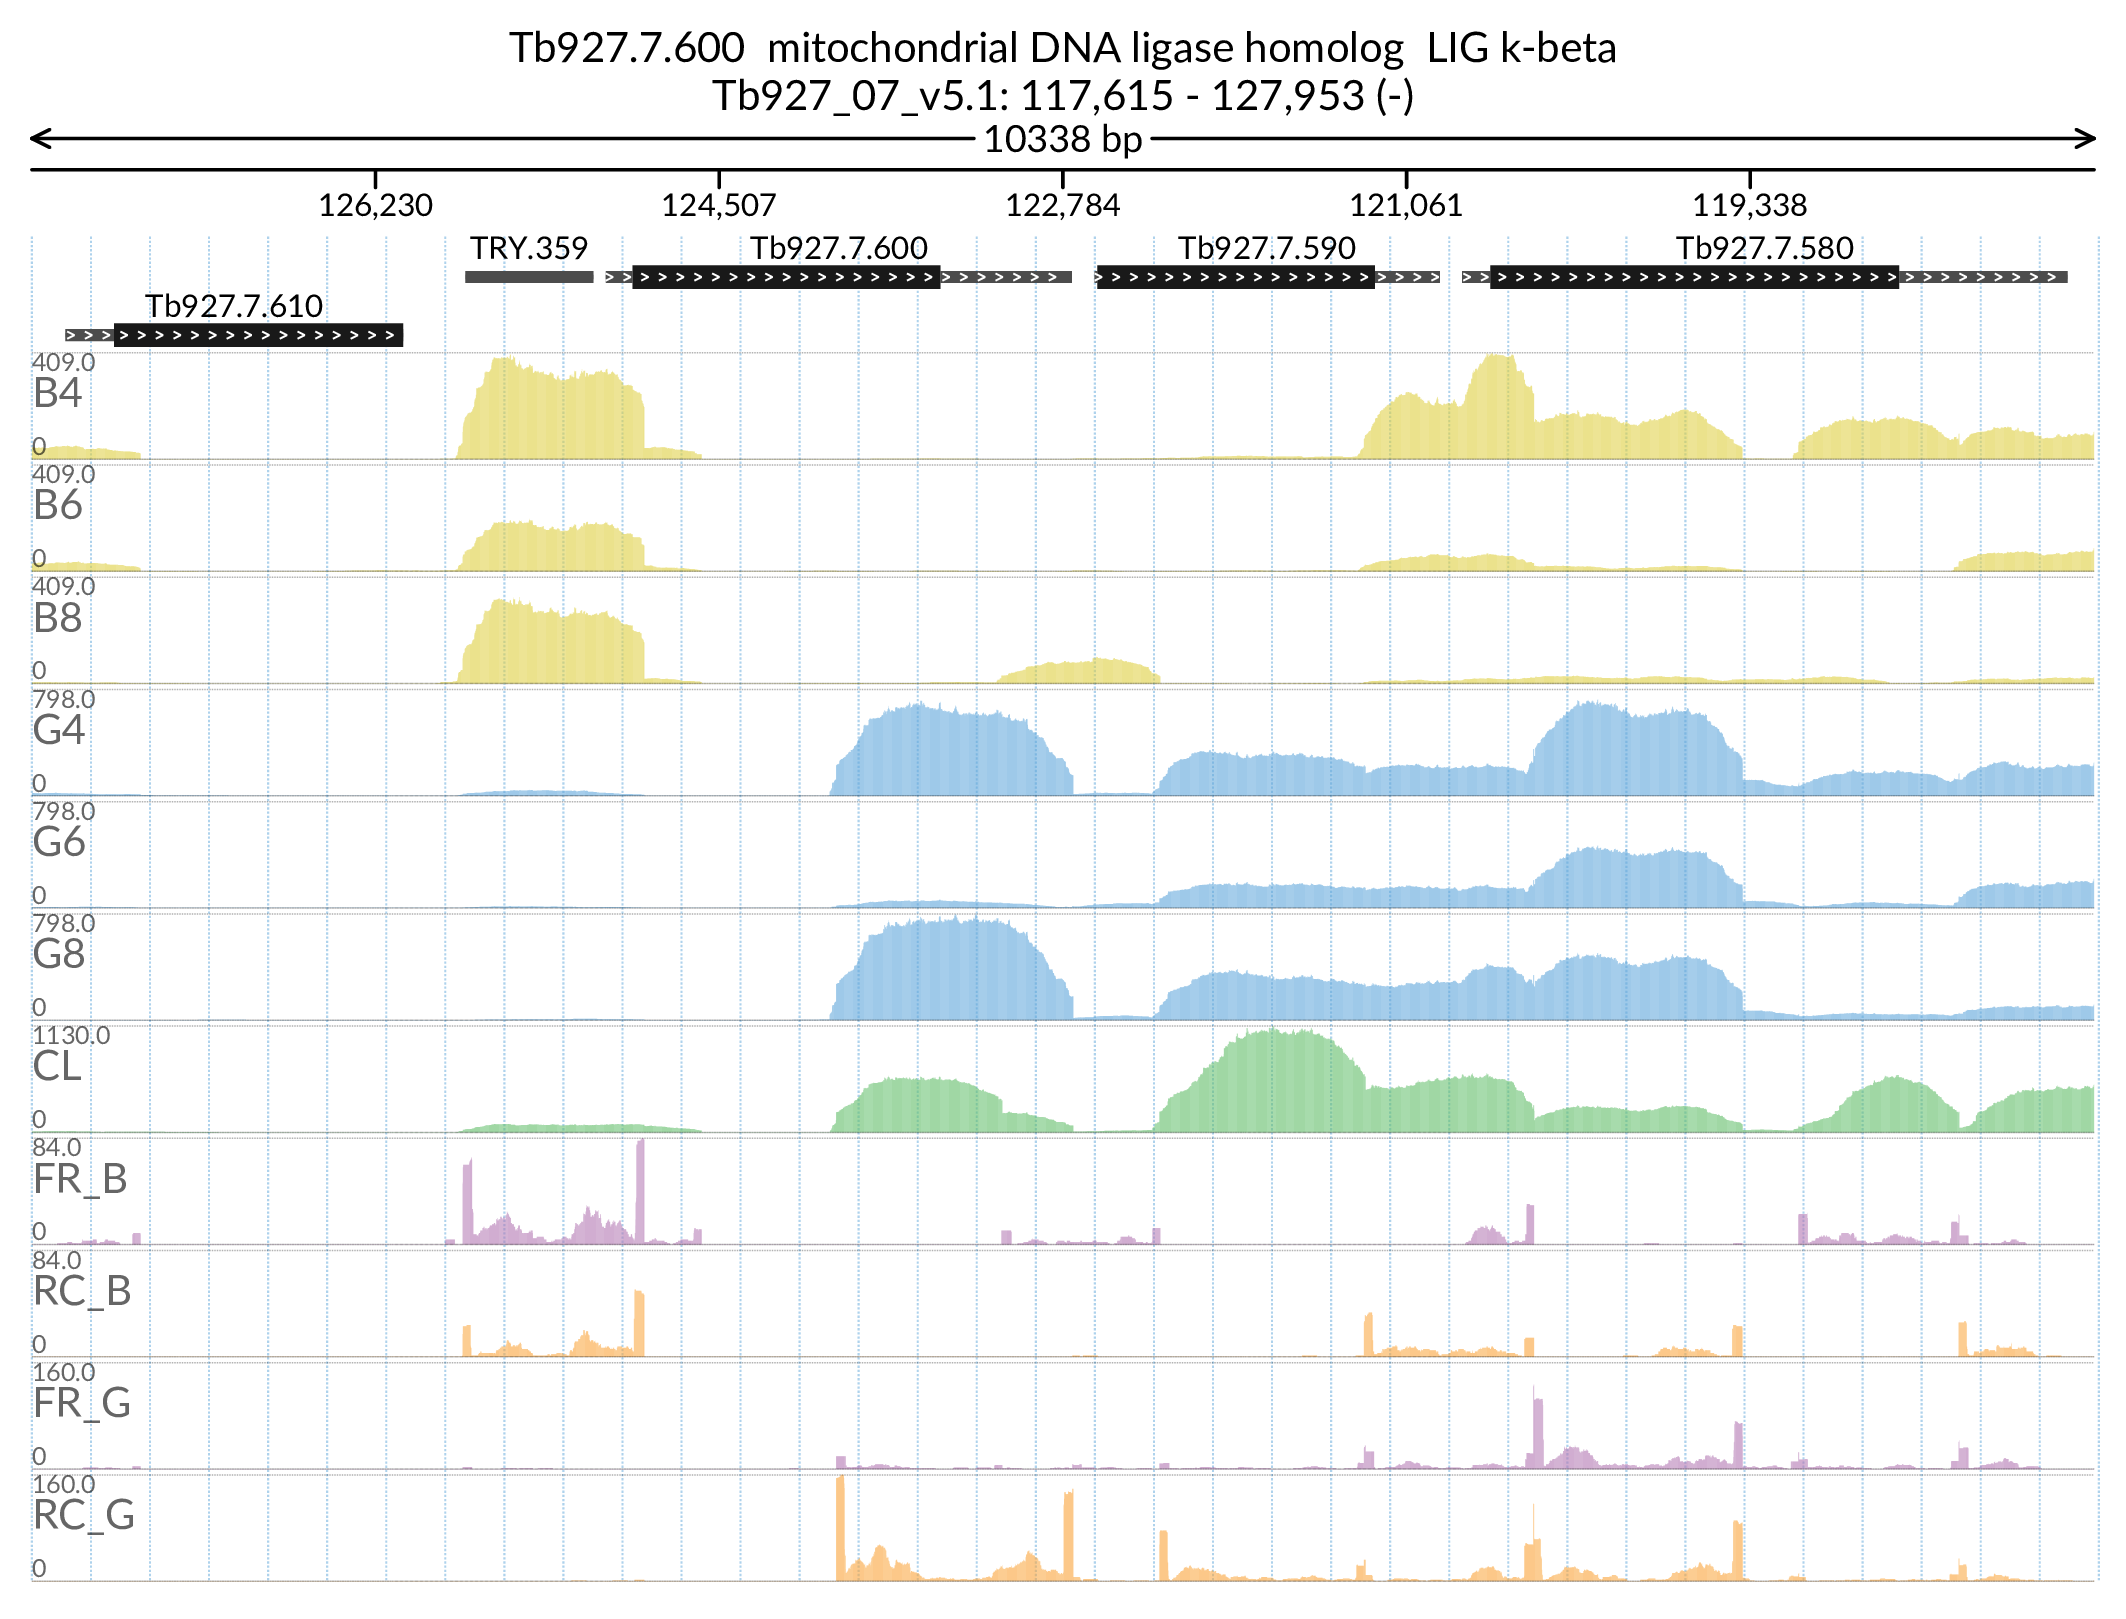 Tb927.7.600 mitochondrial DNA ligase homolog LIG k-beta
Tb927_07_v5.1: 117,615 - 127,953 (-)
10338 bp
126,230 124,507 122,784 121,061 119,338
TRY.359 Tb927.7.600 Tb927.7.590 Tb927.7.580
Tb927.7.610
409.0
B4
0
409.0
B6
0
409.0
B8
0
798.0
G4
0
798.0
G6
0
798.0
G8
0
1130.0
CL
0
84.0
FR_B
0
84.0
RC_B
0
160.0
FR_G
0
160.0
RC_G
0